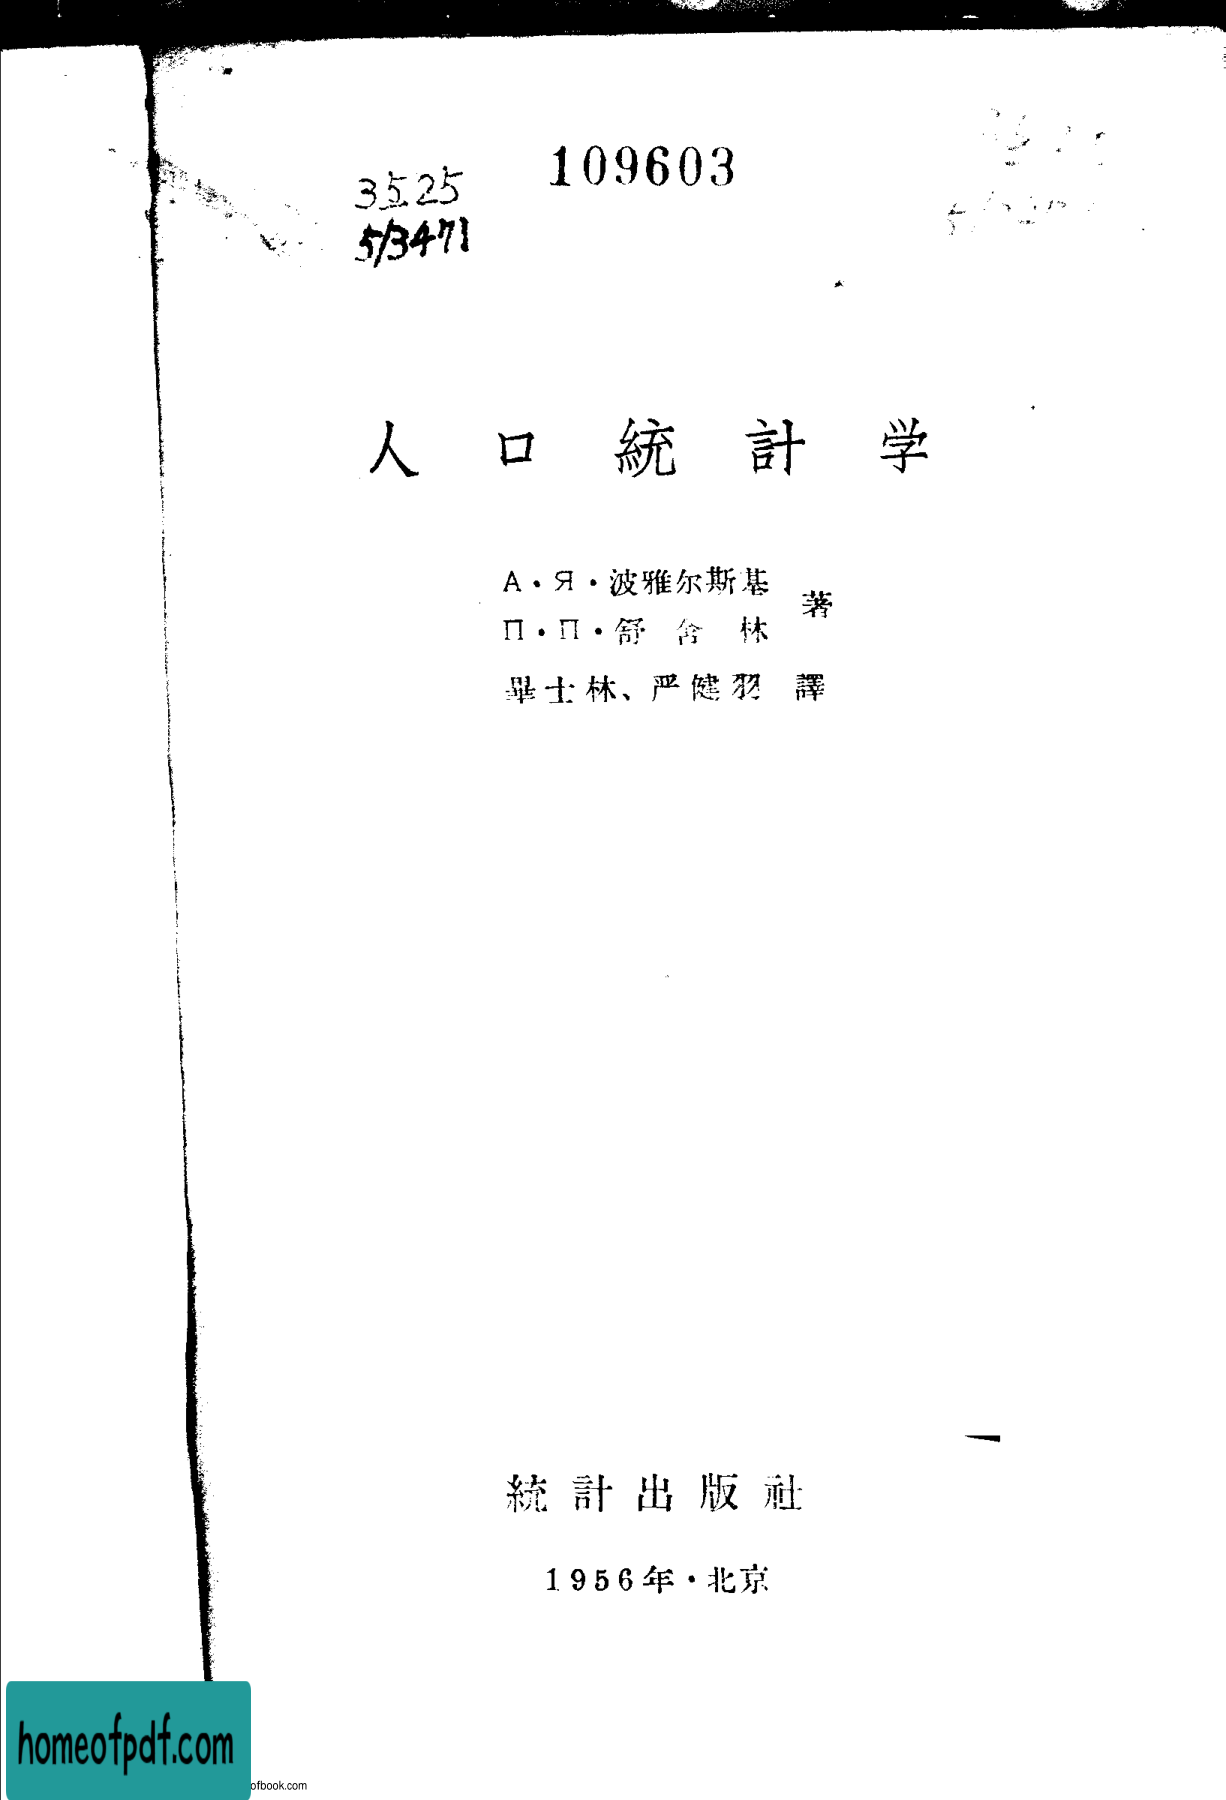 109603
3525
5/3471
人口統計学
А·Я·波雅尔斯基
著
П·П·舒舍林
畢士林、严健羽 譯
統計出版社
1956年·北京
homeofpdf.com
ofbook.com